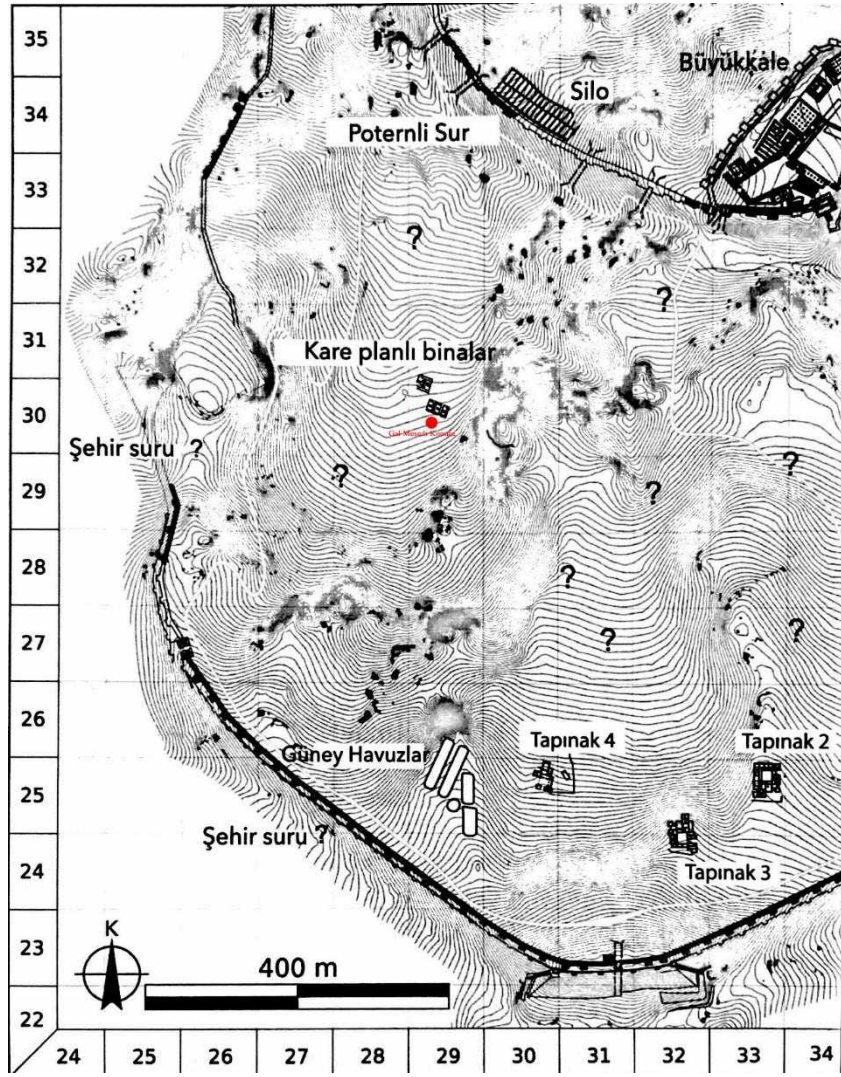 35
Büyükkale
Silo
34
Poternli Sur
33
?
32
?
31
Kare planlı binalar
30
Şehir suru ?
?
?
?
29
28
?
27
?
?
26
Güney Havuzlar
Tapınak 4
Tapınak 2
25
Şehir suru ?
24
Tapınak 3
23
K
400 m
22
24 25 26 27 28 29 30 31 32 33 34